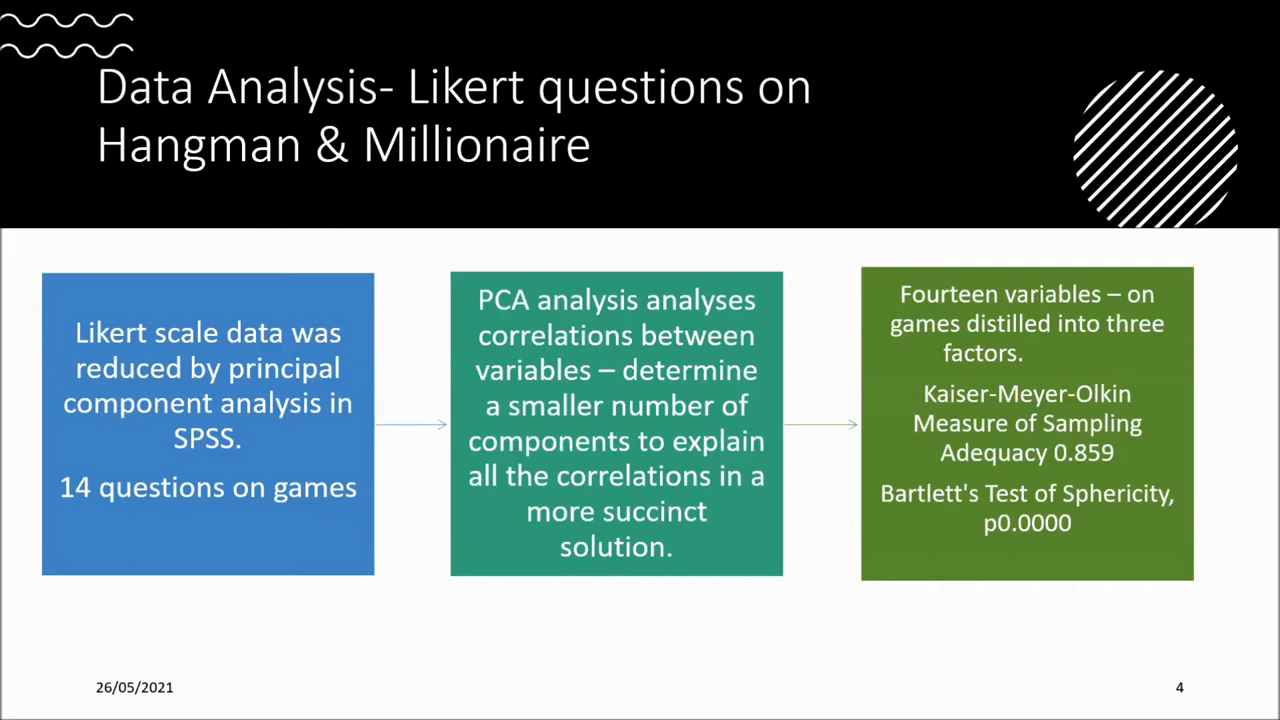 Data Analysis- Likert questions on
Hangman & Millionaire
Likert scale data was
reduced by principal
component analysis in
SPSS.
14 questions on games
PCA analysis analyses
correlations between
variables – determine
a smaller number of
components to explain
all the correlations in a
more succinct
solution.
Fourteen variables – on
games distilled into three
factors.
Kaiser-Meyer-Olkin
Measure of Sampling
Adequacy 0.859
Bartlett's Test of Sphericity,
p0.0000
26/05/2021
4